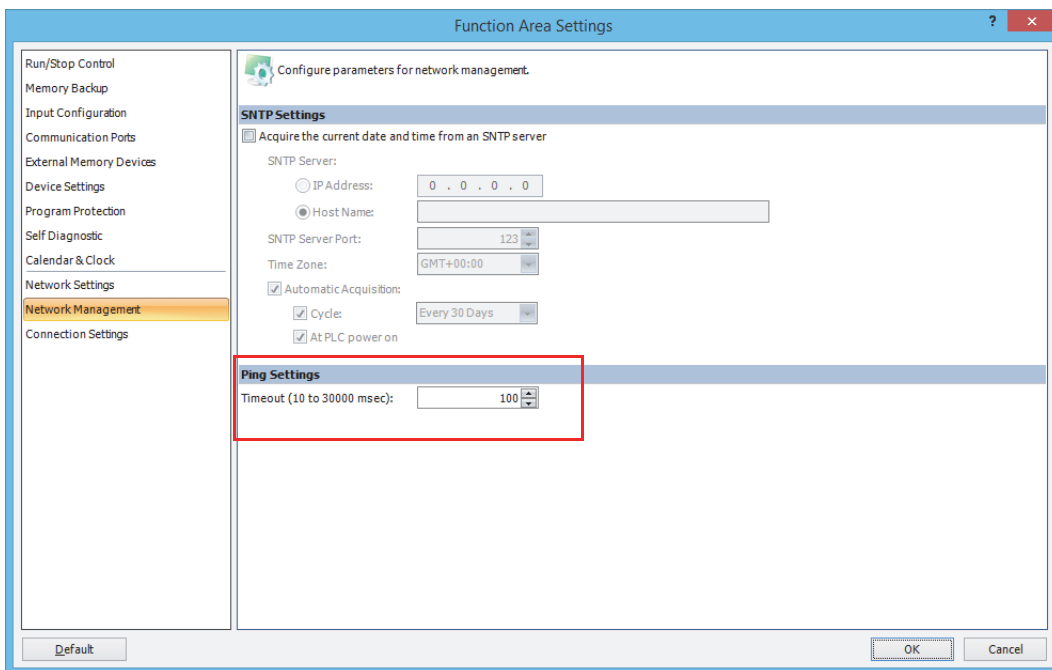 Function Area Settings
?
Run/Stop Control
Memory Backup
Input Configuration
Communication Ports
External Memory Devices
Device Settings
Program Protection
Self Diagnostic
Calendar & Clock
Network Settings
Network Management
Connection Settings
Configure parameters for network management.
SNTP Settings
Acquire the current date and time from an SNTP server
SNTP Server:
IP Address: 0 . 0 . 0 . 0
Host Name:
SNTP Server Port: 123
Time Zone: GMT+00:00
Automatic Acquisition:
Cycle: Every 30 Days
At PLC power on
Ping Settings
Timeout (10 to 30000 msec): 100
Default
OK
Cancel